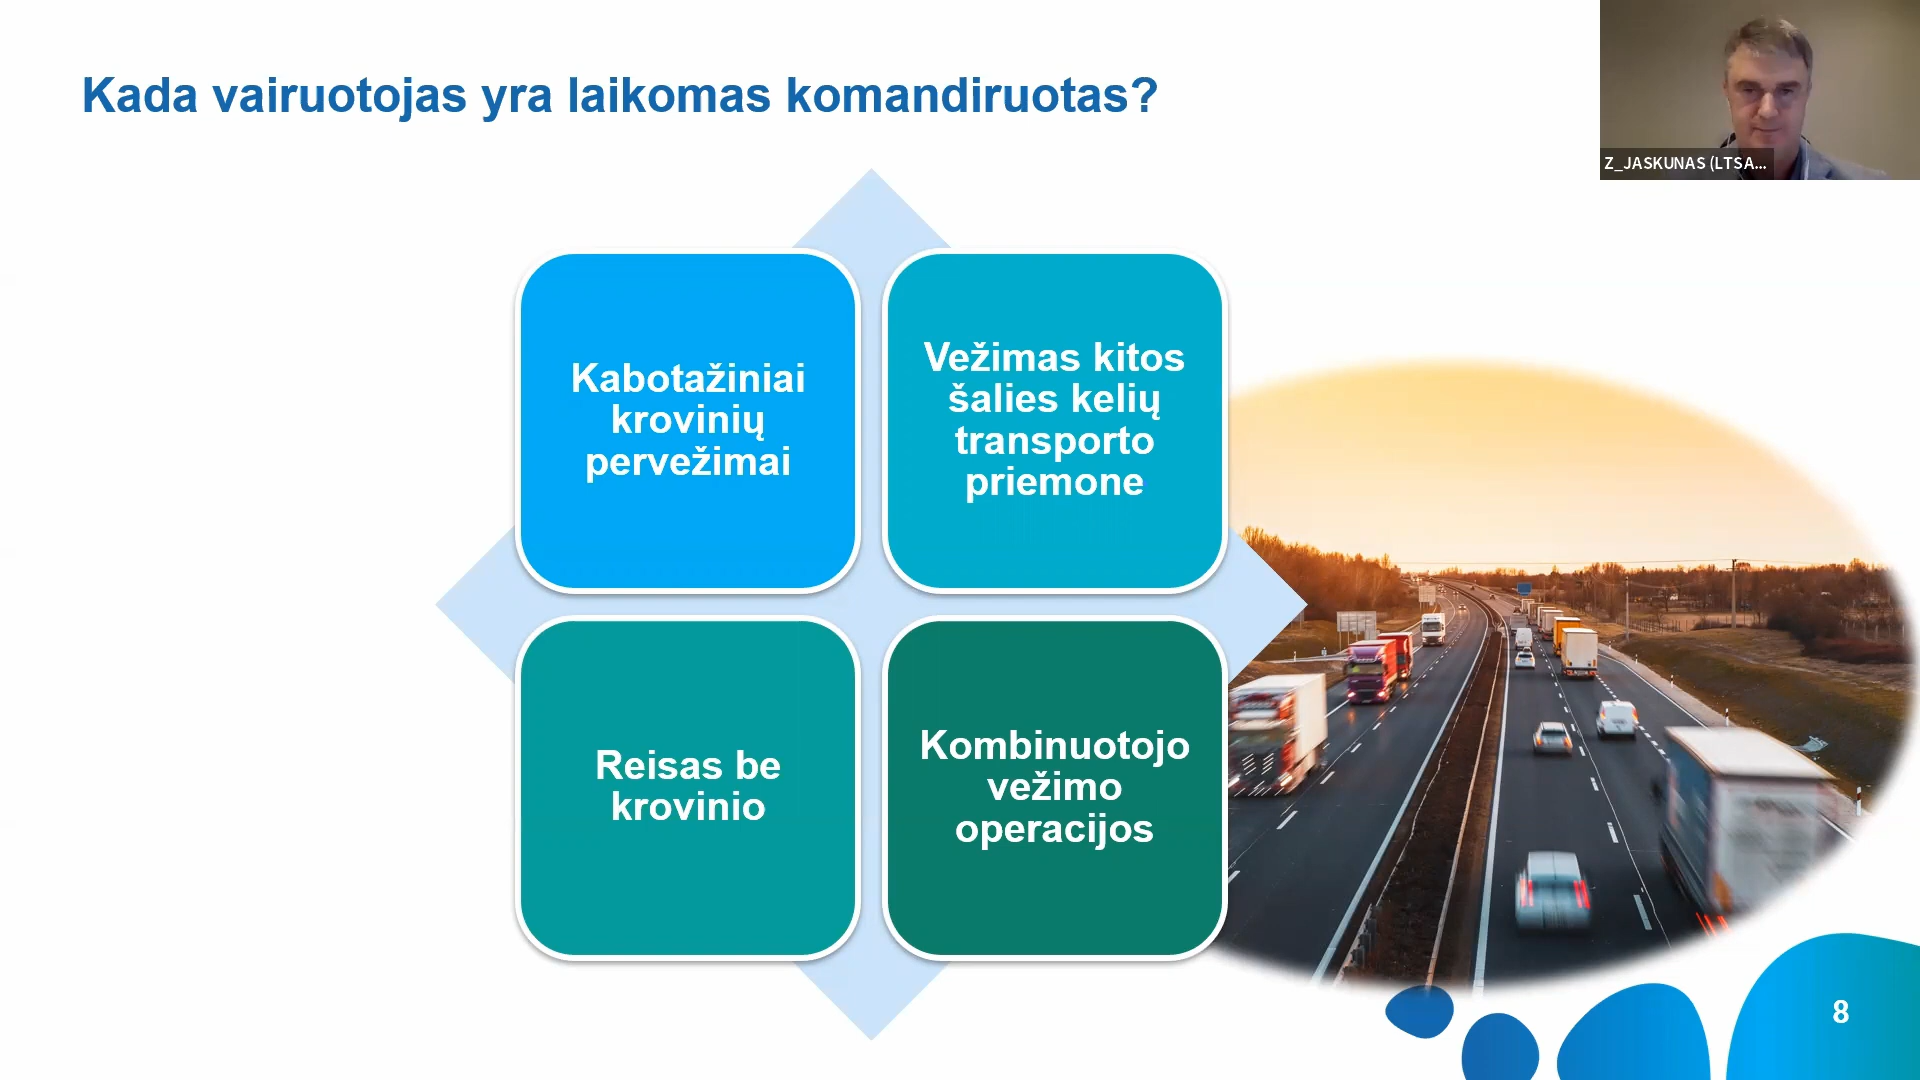 Kada vairuotojas yra laikomas komandiruotas?
Z_JASKUNAS (LTSA...
Kabotažiniai
krovinių
pervežimai
Vežimas kitos
šalies kelių
transporto
priemone
Reisas be
krovinio
Kombinuotojo
vežimo
operacijos
8